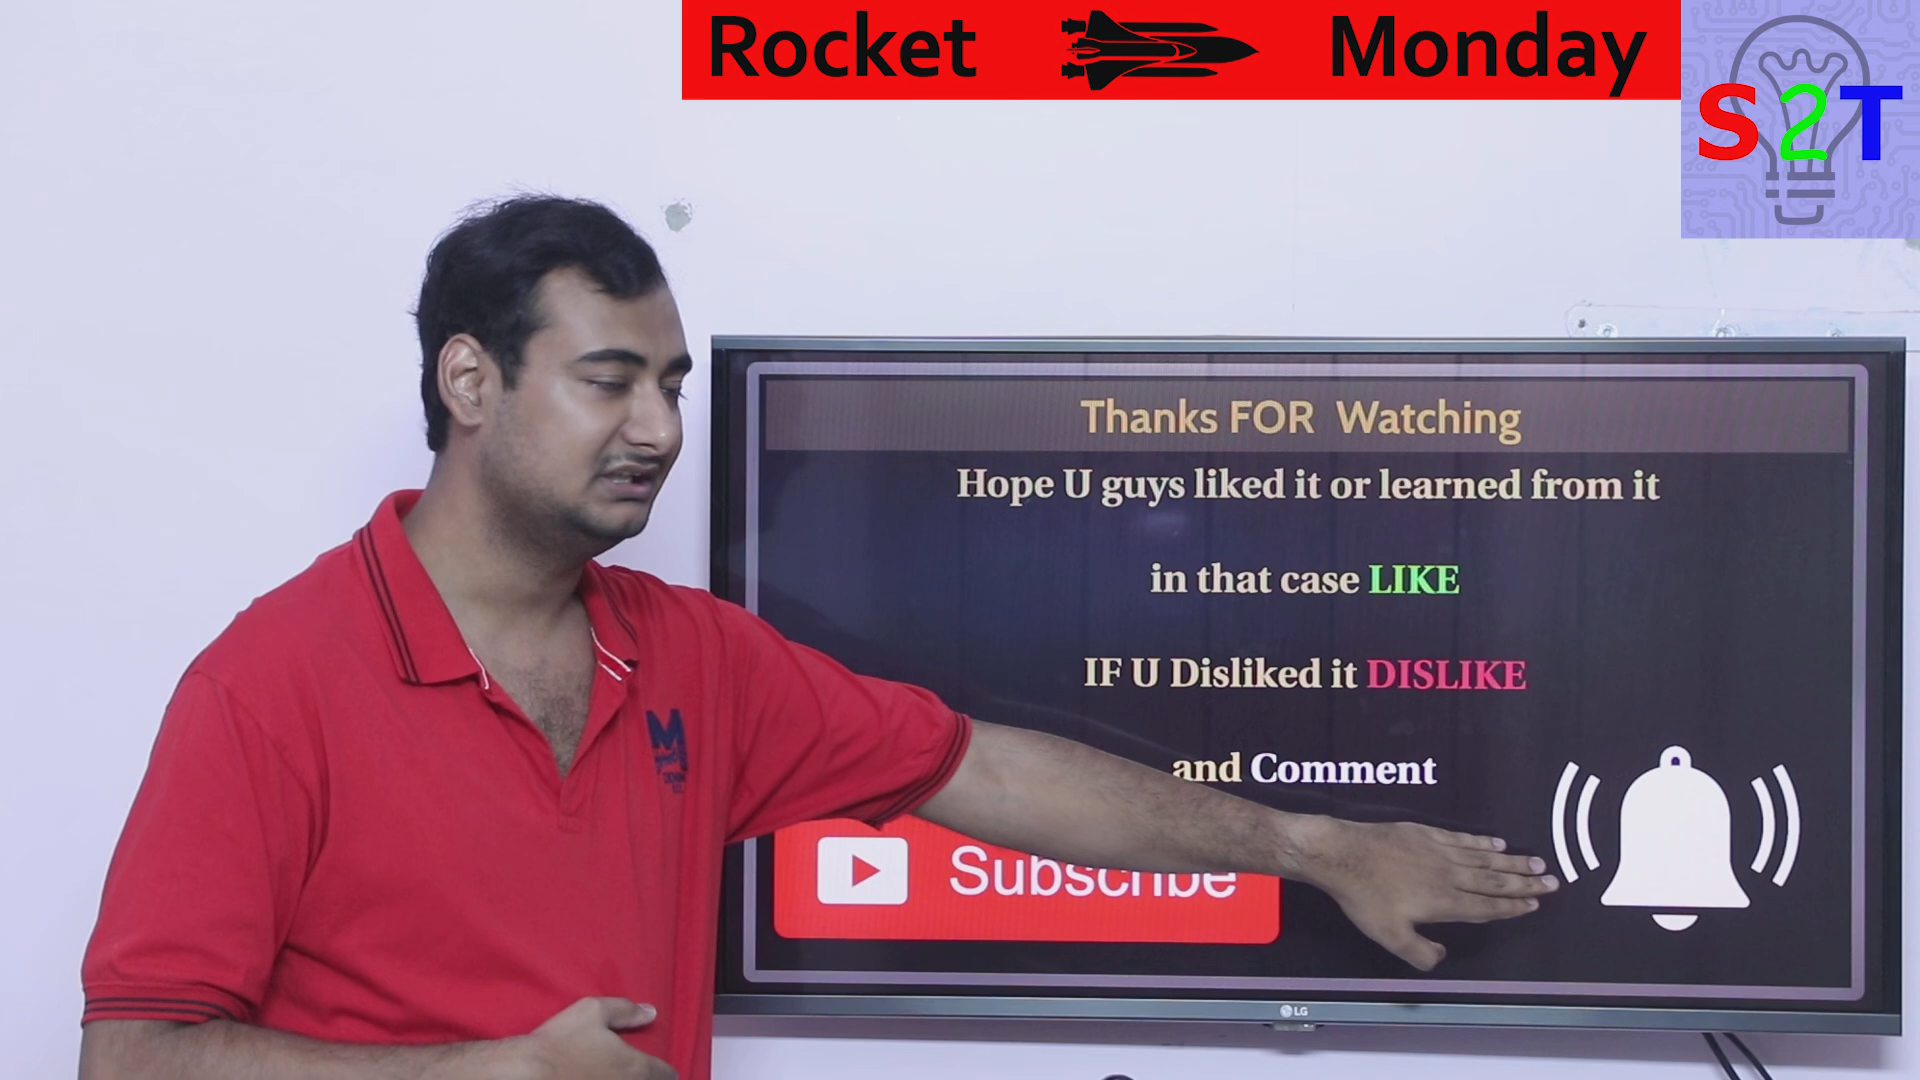 Rocket Monday
S2T
Thanks FOR Watching
Hope U guys liked it or learned from it
in that case LIKE
IF U Disliked it DISLIKE
and Comment
Subscribe
M
LG